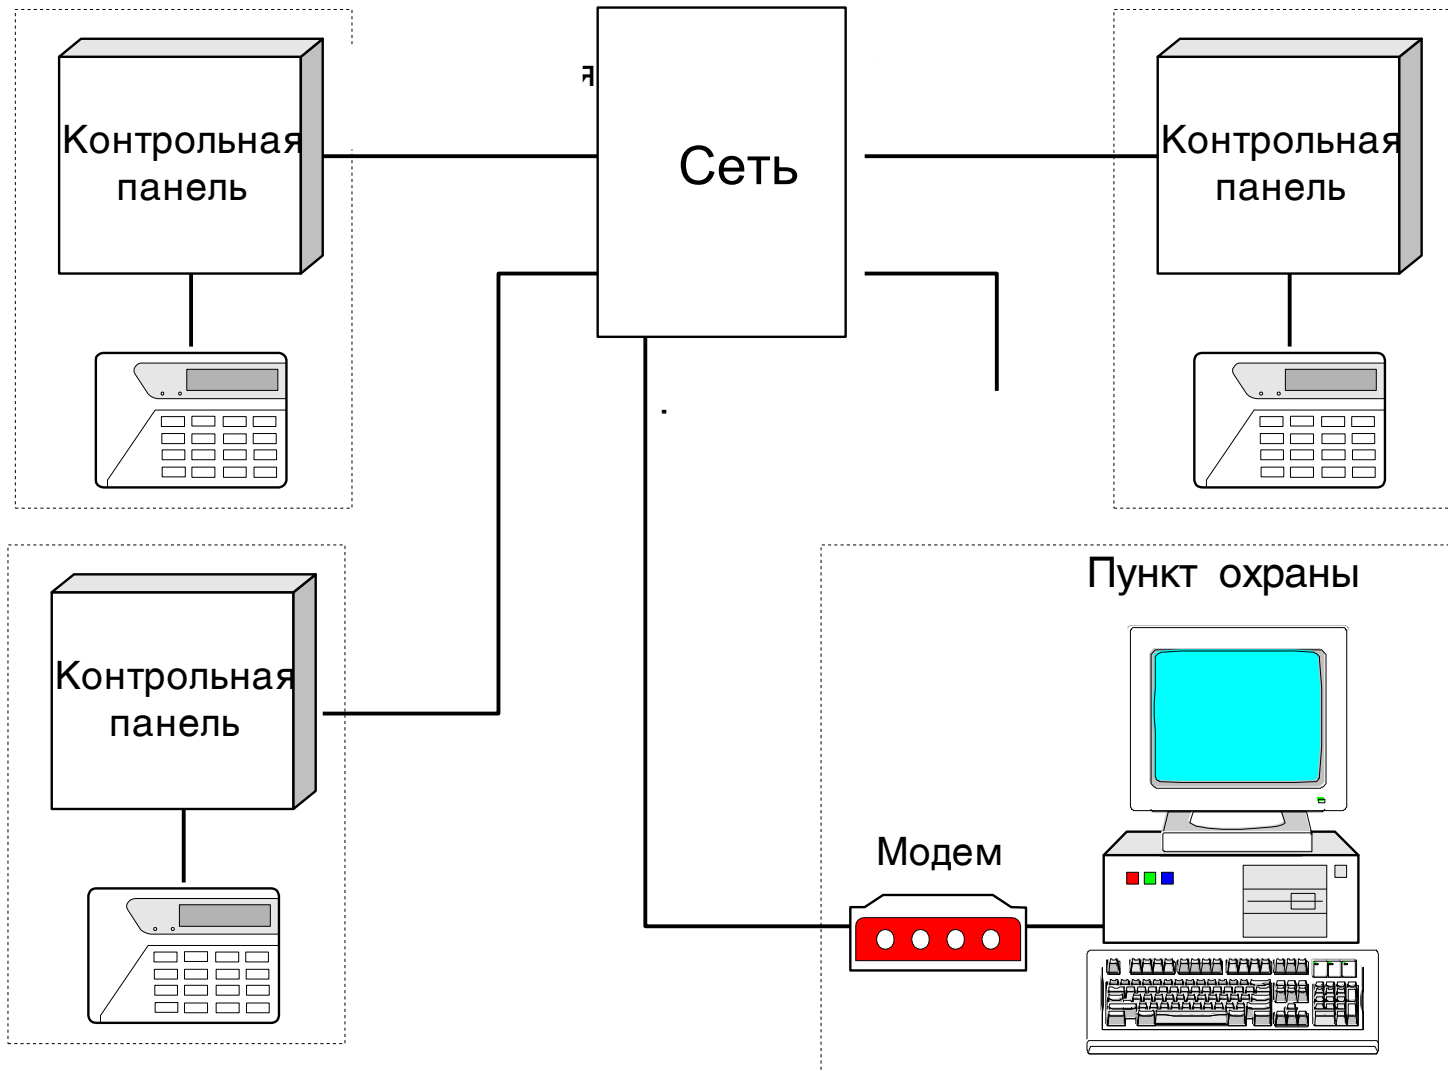 Контрольная
панель
я
Сеть
Контрольная
панель
.
Контрольная
панель
Пункт охраны
Модем